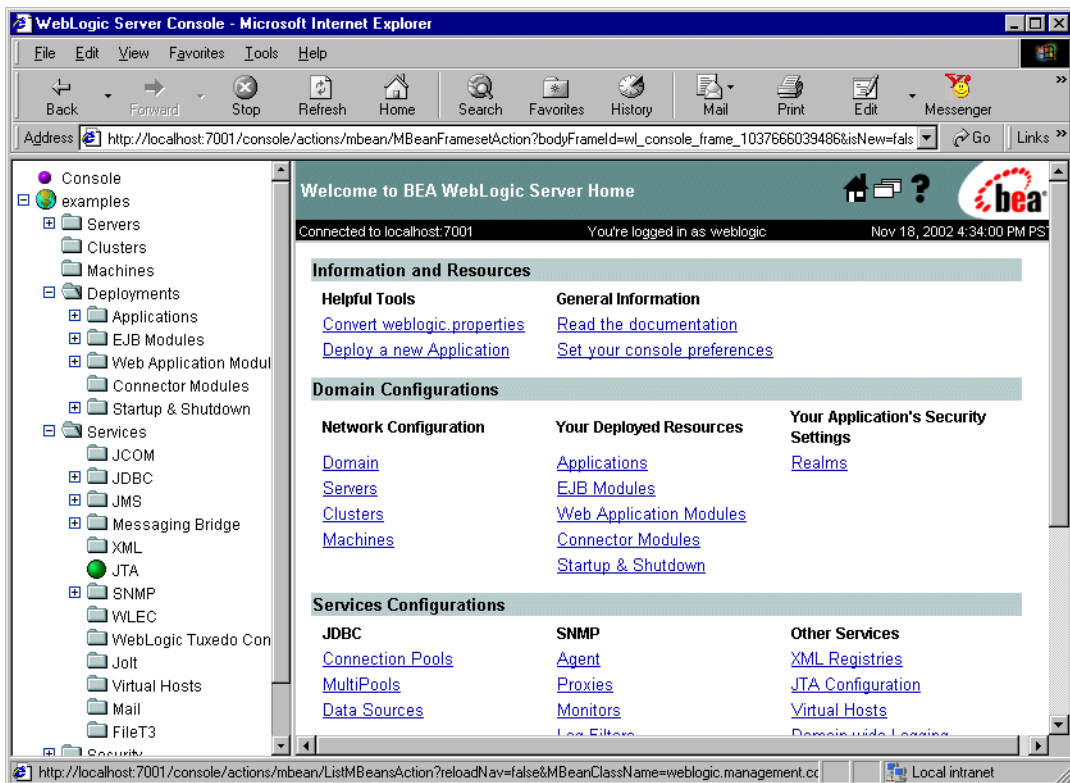 WebLogic Server Console - Microsoft Internet Explorer
File Edit View Favorites Tools Help
Back Forward Stop Refresh Home Search Favorites History Mail Print Edit Messenger »
Address http://localhost:7001/console/actions/mbean/MBeanFramesetAction?bodyFrameId=wl_console_frame_1037666039486&isNew=fals Go Links »
Console
examples
Servers
Clusters
Machines
Deployments
Applications
EJB Modules
Web Application Modul
Connector Modules
Startup & Shutdown
Services
JCOM
JDBC
JMS
Messaging Bridge
XML
JTA
SNMP
WLEC
WebLogic Tuxedo Con
Jolt
Virtual Hosts
Mail
FileT3
Security
Welcome to BEA WebLogic Server Home ? bea
Connected to localhost:7001 You're logged in as weblogic Nov 18, 2002 4:34:00 PM PST
Information and Resources
Helpful Tools General Information
Convert weblogic.properties Read the documentation
Deploy a new Application Set your console preferences
Domain Configurations
Network Configuration Your Deployed Resources Your Application's Security
Settings
Domain Applications Realms
Servers EJB Modules
Clusters Web Application Modules
Machines Connector Modules
Startup & Shutdown
Services Configurations
JDBC SNMP Other Services
Connection Pools Agent XML Registries
MultiPools Proxies JTA Configuration
Data Sources Monitors Virtual Hosts
Log Filters Domain-wide Logging
http://localhost:7001/console/actions/mbean/ListMBeansAction?reloadNav=false&MBeanClassName=weblogic.management.cc Local intranet